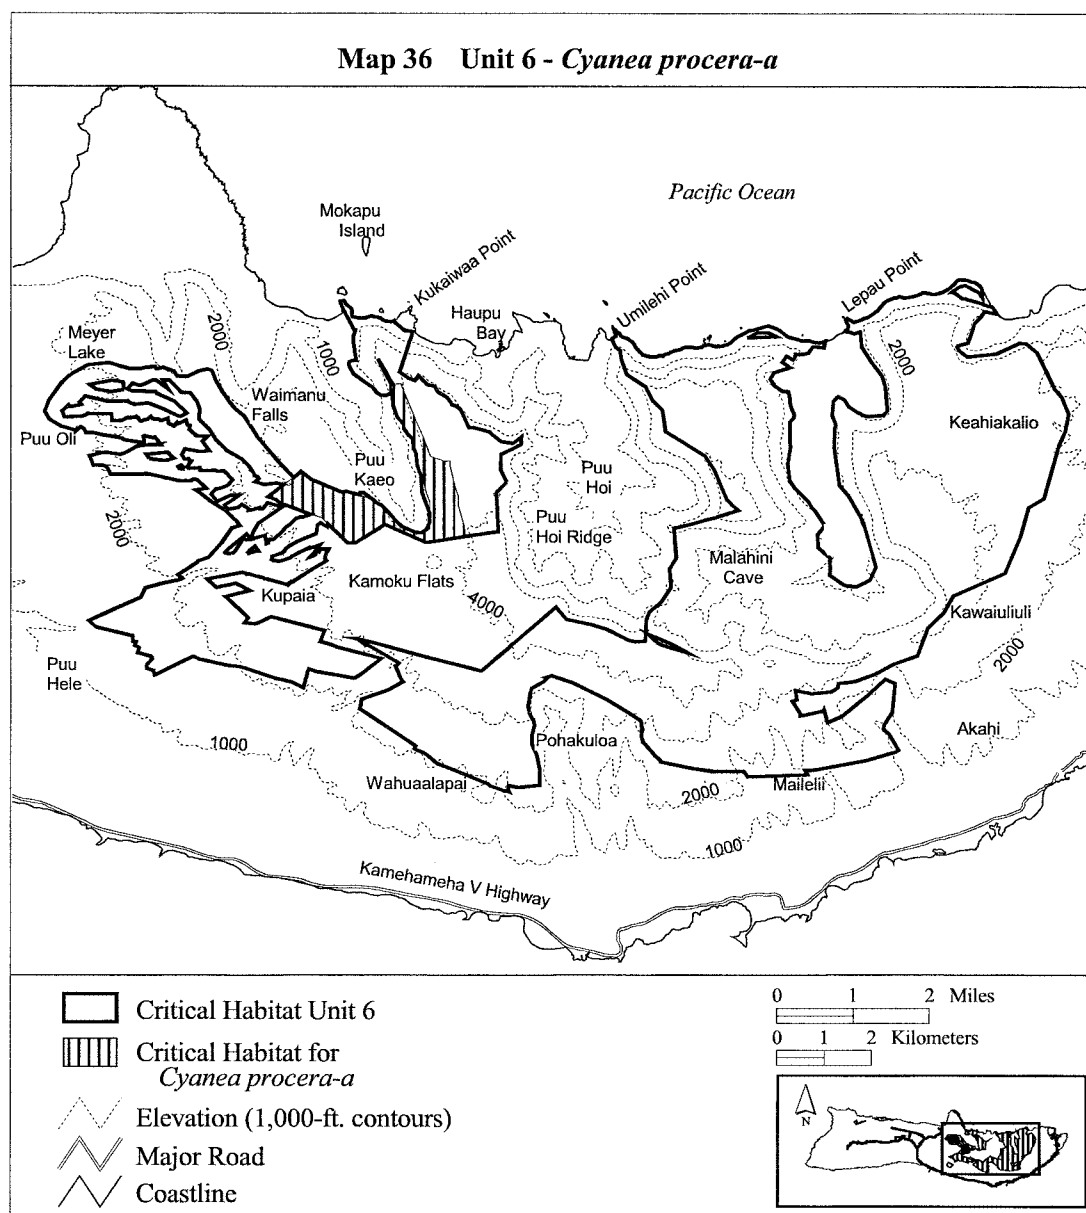 Map 36 Unit 6 - Cyanea procera-a
Pacific Ocean
Mokapu
Island
Kukaiwaa Point
Haupu
Bay
Umilehi Point
Lepau Point
Meyer
Lake
2000
1000
2000
Waimanu
Falls
Keahiakalio
Puu Oli
Puu
Kaeo
Puu
Hoi
2000
Puu
Hoi Ridge
Malahini
Cave
Kamoku Flats
Kupaia
4000
Kawaiuliuli
Puu
Hele
2000
1000
Pohakuloa
Akahi
Wahuaalapai
2000
Mailelii
1000
Kamehameha V Highway
Critical Habitat Unit 6
Critical Habitat for
Cyanea procera-a
Elevation (1,000-ft. contours)
Major Road
Coastline
0 1 2 Miles
0 1 2 Kilometers
N